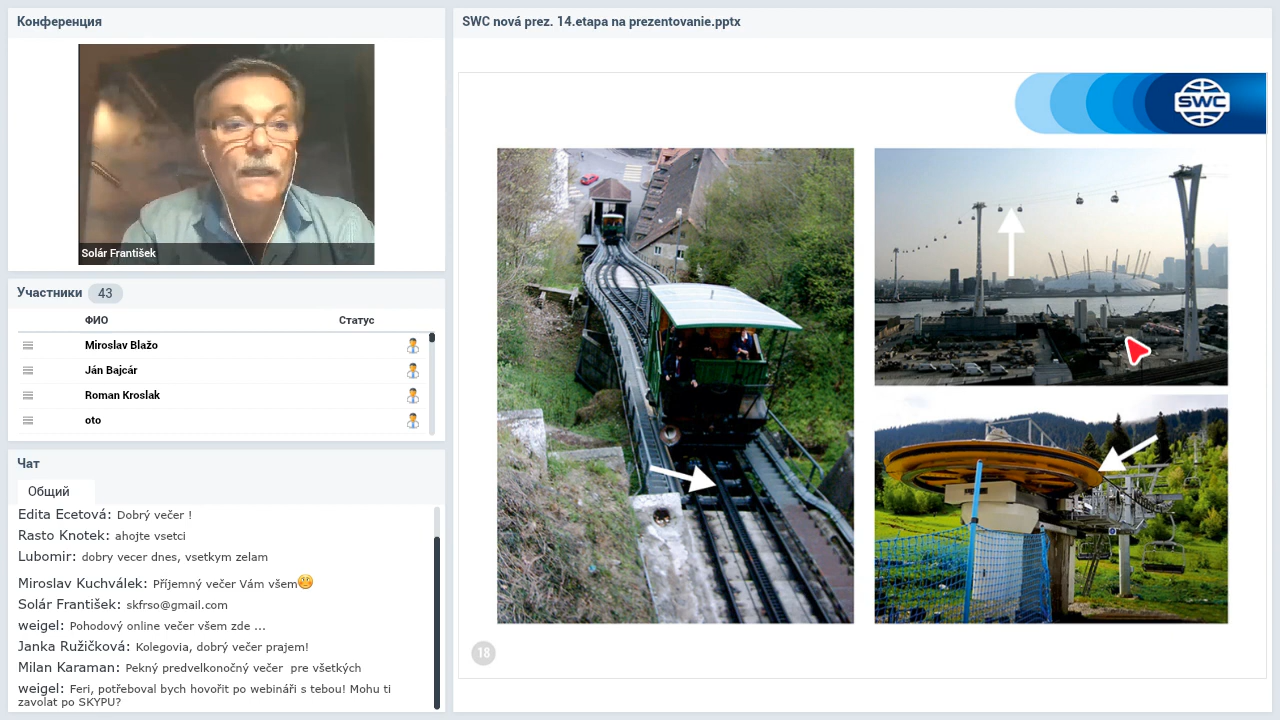 Конференция
Solár František
Участники 43
ФИО Статус
Miroslav Blažo
Ján Bajcár
Roman Kroslak
oto
Чат
Общий
Edita Ecetová: Dobrý večer !
Rasto Knotek: ahojte vsetci
Lubomir: dobry vecer dnes, vsetkym zelam
Miroslav Kuchválek: Příjemný večer Vám všem
Solár František: skfrso@gmail.com
weigel: Pohodový online večer všem zde ...
Janka Ružičková: Kolegovia, dobrý večer prajem!
Milan Karaman: Pekný predvelkonočný večer pre všetkých
weigel: Feri, potřeboval bych hovořit po webináři s tebou! Mohu ti
zavolat po SKYPU?
SWC nová prez. 14.etapa na prezentovanie.pptx
SWC
18